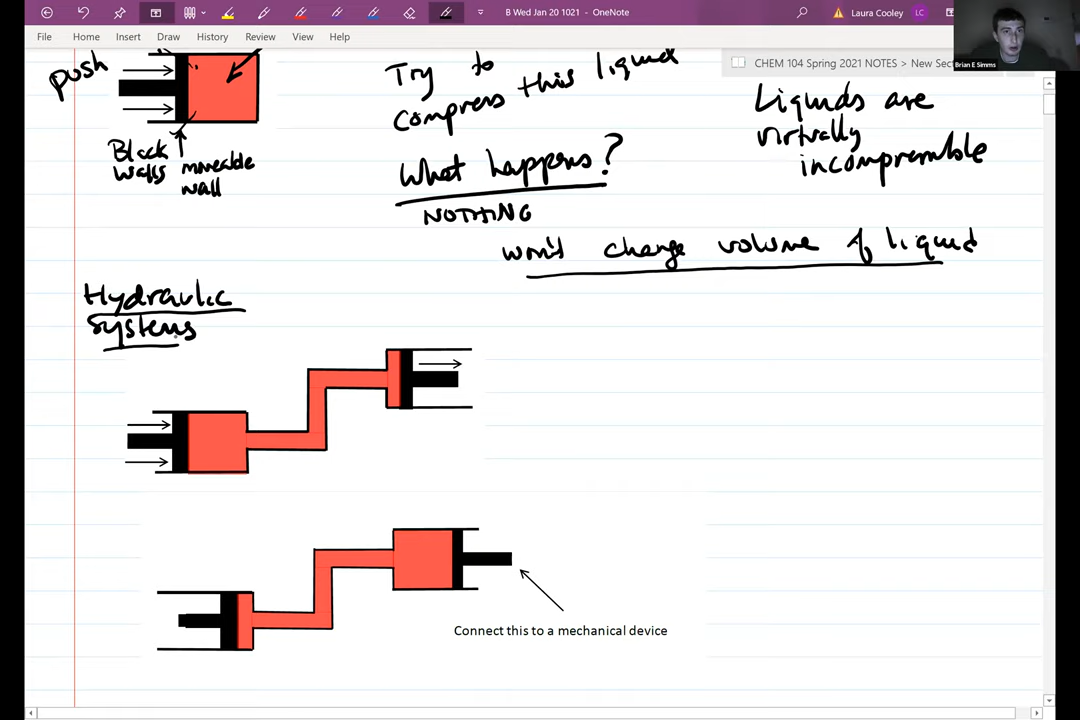 B Wed Jan 20 1021 - OneNote
Laura Cooley
LC
File Home Insert Draw History Review View Help
CHEM 104 Spring 2021 NOTES > New Sec
Brian E Simms
push
Black walls
moveable wall
Try to
compress this liquid
What happens?
NOTHING
won't change volume of liquid
Liquids are
virtually
incompressible
Hydraulic
systems
Connect this to a mechanical device